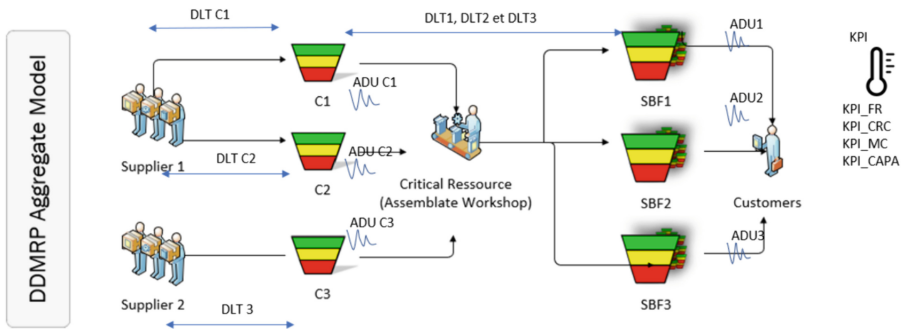 DDMRP Aggregate Model
DLT C1
DLT1, DLT2 et DLT3
ADU1
KPI
ADU C1
C1
SBF1
ADU2
KPI_FR
KPI_CRC
KPI_MC
KPI_CAPA
Supplier 1
DLT C2
ADU C2
C2
Critical Ressource
(Assemblate Workshop)
SBF2
Customers
ADU C3
ADU3
Supplier 2
C3
SBF3
DLT 3